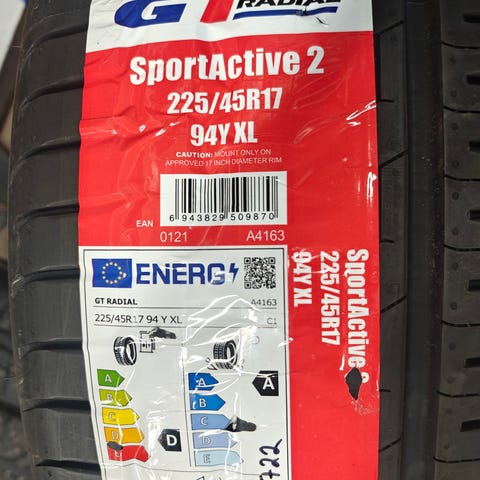 GT RADIAL
SportActive 2
225/45R17
94Y XL
CAUTION: MOUNT ONLY ON
APPROVED 17 INCH DIAMETER RIM
EAN
6 943829 509870
0121 A4163
ENERG
GT RADIAL A4163
225/45R17 94 Y XL C1
A
B
C
D
A
B
C
D
E
A
722
SportActive 2
225/45R17
94Y XL